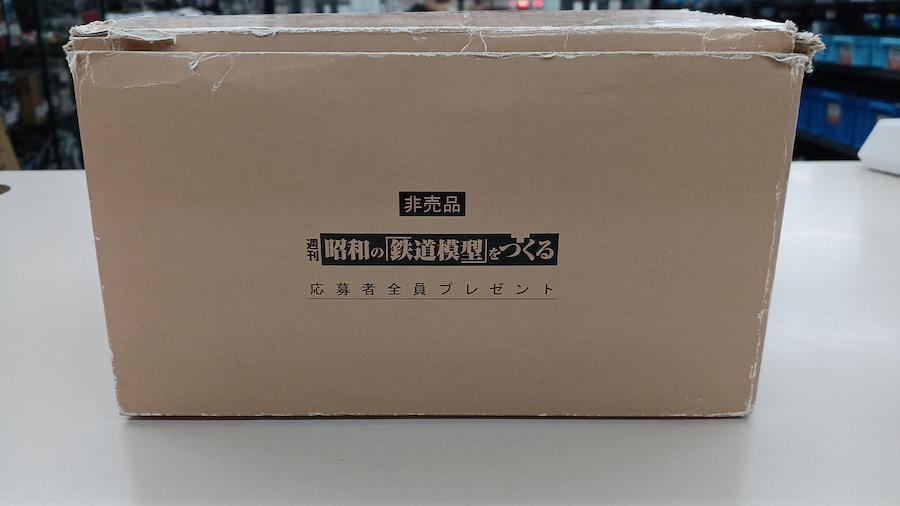 非売品
週刊 昭和の「鉄道模型」をつくる
応募者全員プレゼント